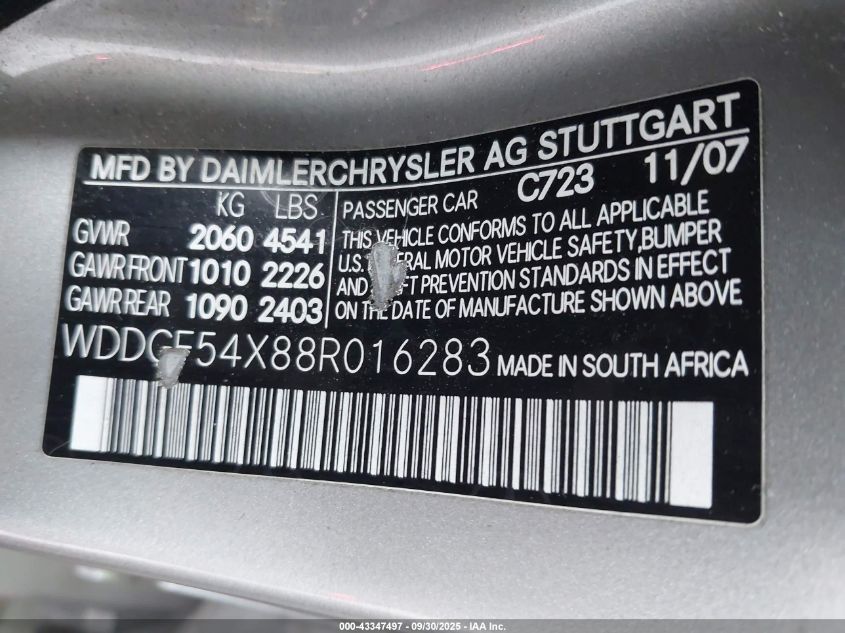 MFD BY DAIMLERCHRYSLER AG STUTTGART
C723 11/07
KG LBS
GVWR 2060 4541
GAWR FRONT 1010 2226
GAWR REAR 1090 2403
PASSENGER CAR
THIS VEHICLE CONFORMS TO ALL APPLICABLE
U.S. MOTOR VEHICLE SAFETY,BUMPER
AND PREVENTION STANDARDS IN EFFECT
ON THE DATE OF MANUFACTURE SHOWN ABOVE
WDDGF54X88R016283 MADE IN SOUTH AFRICA
000-43347497 - 09/30/2025 - IAA Inc.